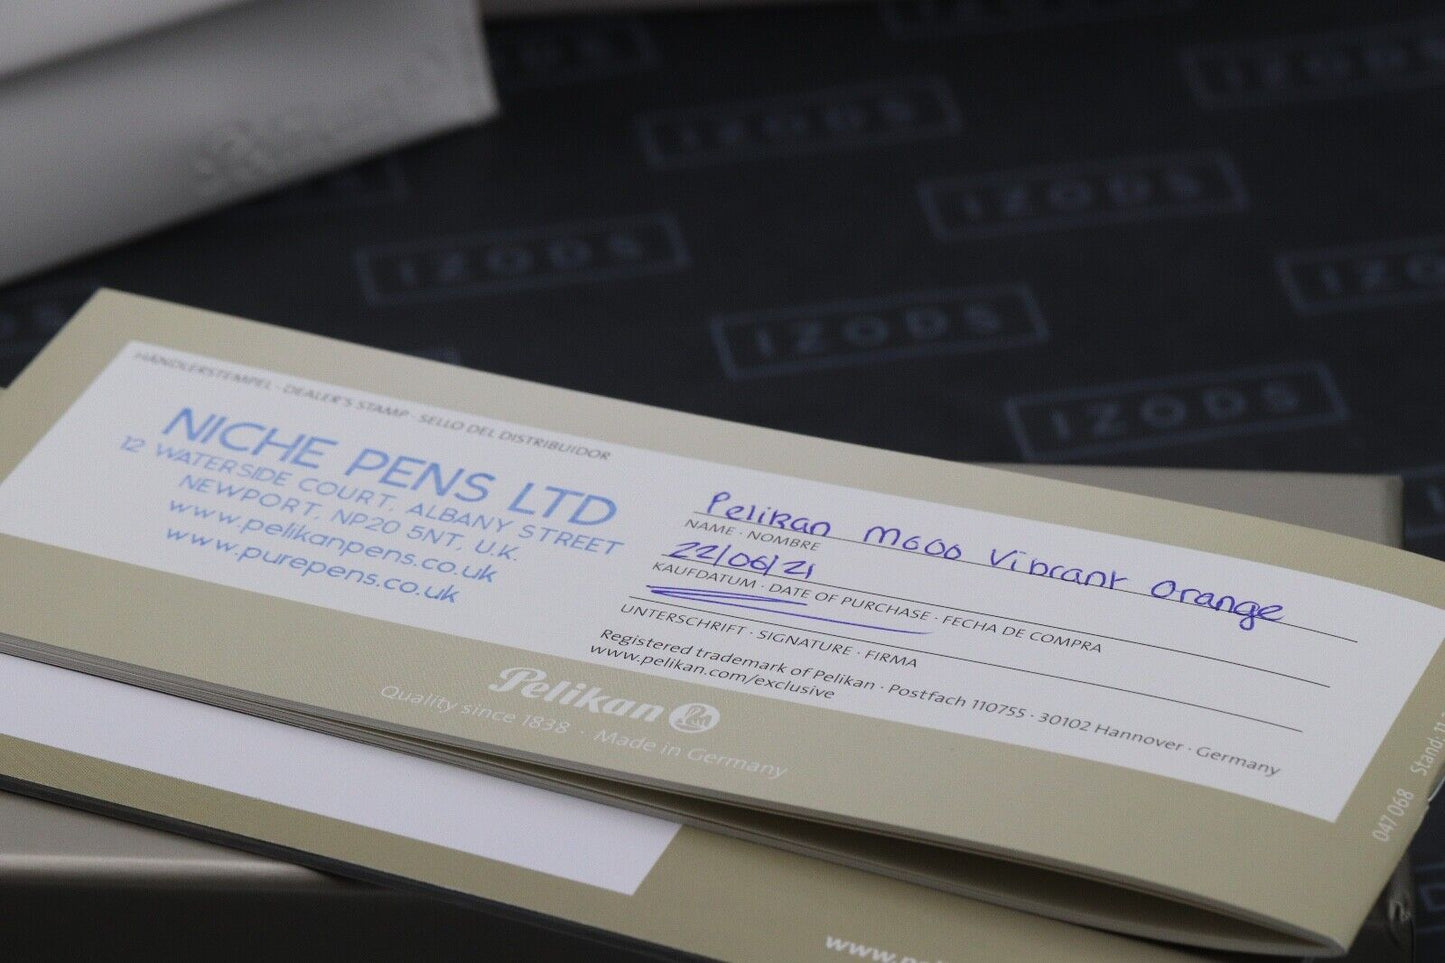 IZODS
IZODS
IZODS
IZODS
IZODS
IZODS
IZODS
HÄNDLERSTEMPEL · DEALER'S STAMP · SELLO DEL DISTRIBUIDOR
NICHE PENS LTD
12 WATERSIDE COURT, ALBANY STREET
NEWPORT, NP20 5NT, U.K.
www.pelikanpens.co.uk
www.purepens.co.uk
Pelikan M600 Vibrant Orange
NAME · NOMBRE
22/06/21
KAUFDATUM · DATE OF PURCHASE · FECHA DE COMPRA
UNTERSCHRIFT · SIGNATURE · FIRMA
Registered trademark of Pelikan · Postfach 110755 · 30102 Hannover · Germany
www.pelikan.com/exclusive
Pelikan
Quality since 1838 · Made in Germany
047 068 Stand: